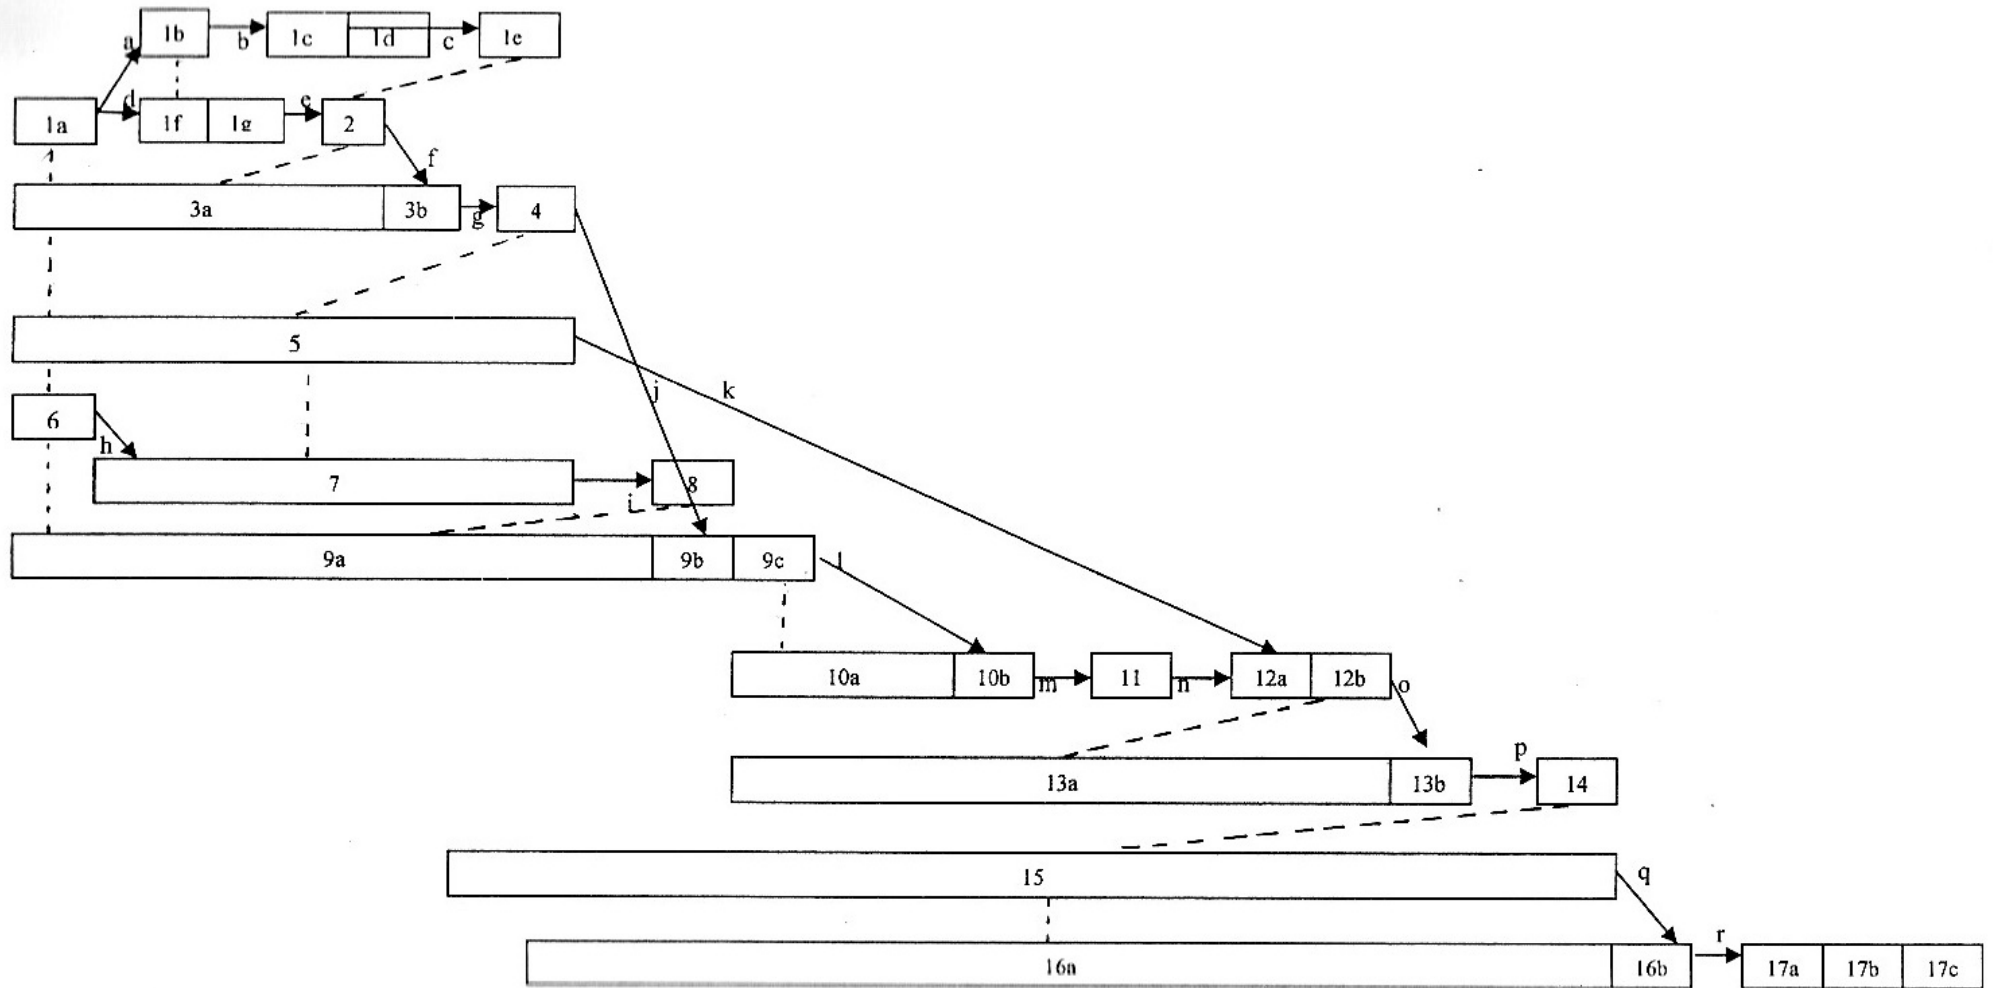 a 1b b 1c 1d c 1e
1a d 1f 1g e 2
f
3a 3b g 4
5
j k
6
h
7 i 8
9a 9b 9c l
10a 10b m 11 n 12a 12b o
13a 13b p 14
15 q
16a 16b r 17a 17b 17c